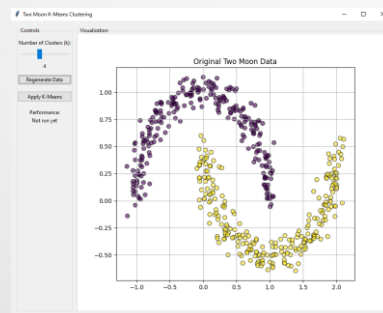 Two Moon K-Means Clustering
Controls
Number of Clusters (k):
4
Regenerate Data
Apply K-Means
Performance:
Not run yet
Visualization
Original Two Moon Data
1.00
0.75
0.50
0.25
0.00
−0.25
−0.50
−1.0 −0.5 0.0 0.5 1.0 1.5 2.0